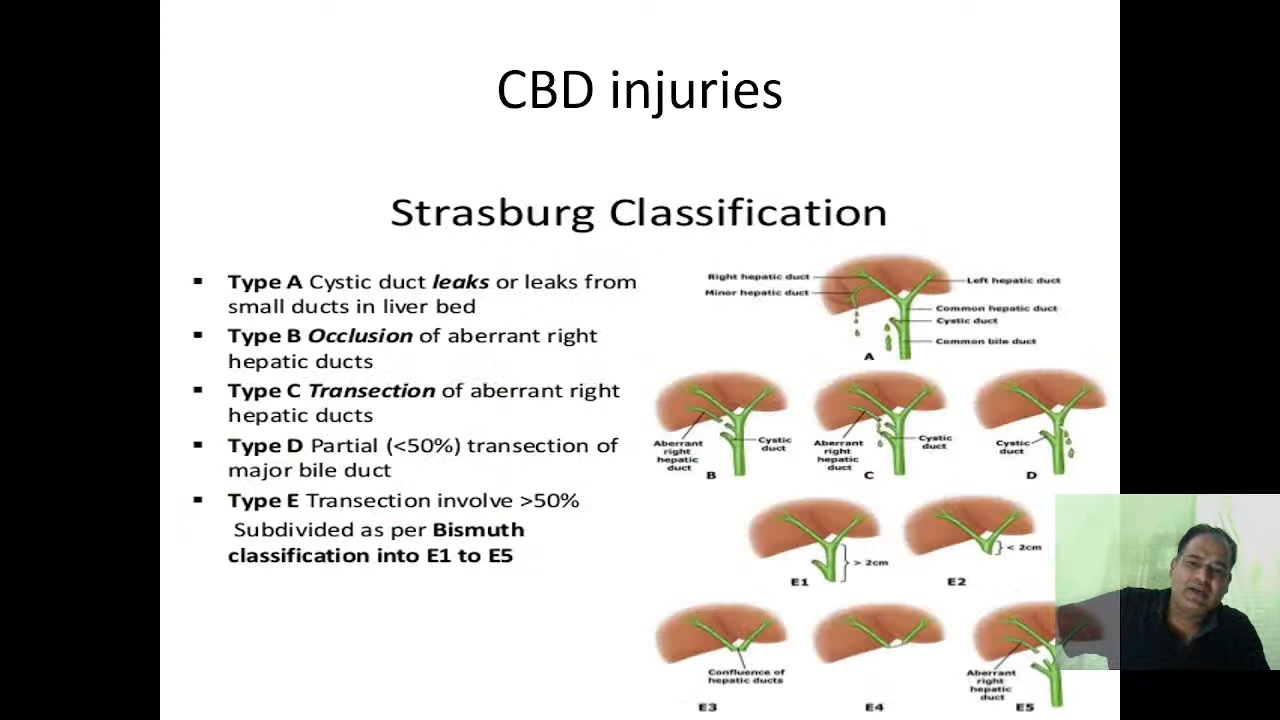 CBD injuries
Strasburg Classification
▪ Type A Cystic duct leaks or leaks from
small ducts in liver bed
▪ Type B Occlusion of aberrant right
hepatic ducts
▪ Type C Transection of aberrant right
hepatic ducts
▪ Type D Partial (<50%) transection of
major bile duct
▪ Type E Transection involve >50%
Subdivided as per Bismuth
classification into E1 to E5
Right hepatic duct
Minor hepatic duct
Left hepatic duct
Common hepatic duct
Cystic duct
Common bile duct
A
Aberrant
right
hepatic
duct
Cystic
duct
B
Aberrant
right
hepatic
duct
Cystic
duct
C
Cystic
duct
D
> 2cm
E1
< 2cm
E2
Confluence of
hepatic ducts
E3
E4
Aberrant
right
hepatic
duct
E5